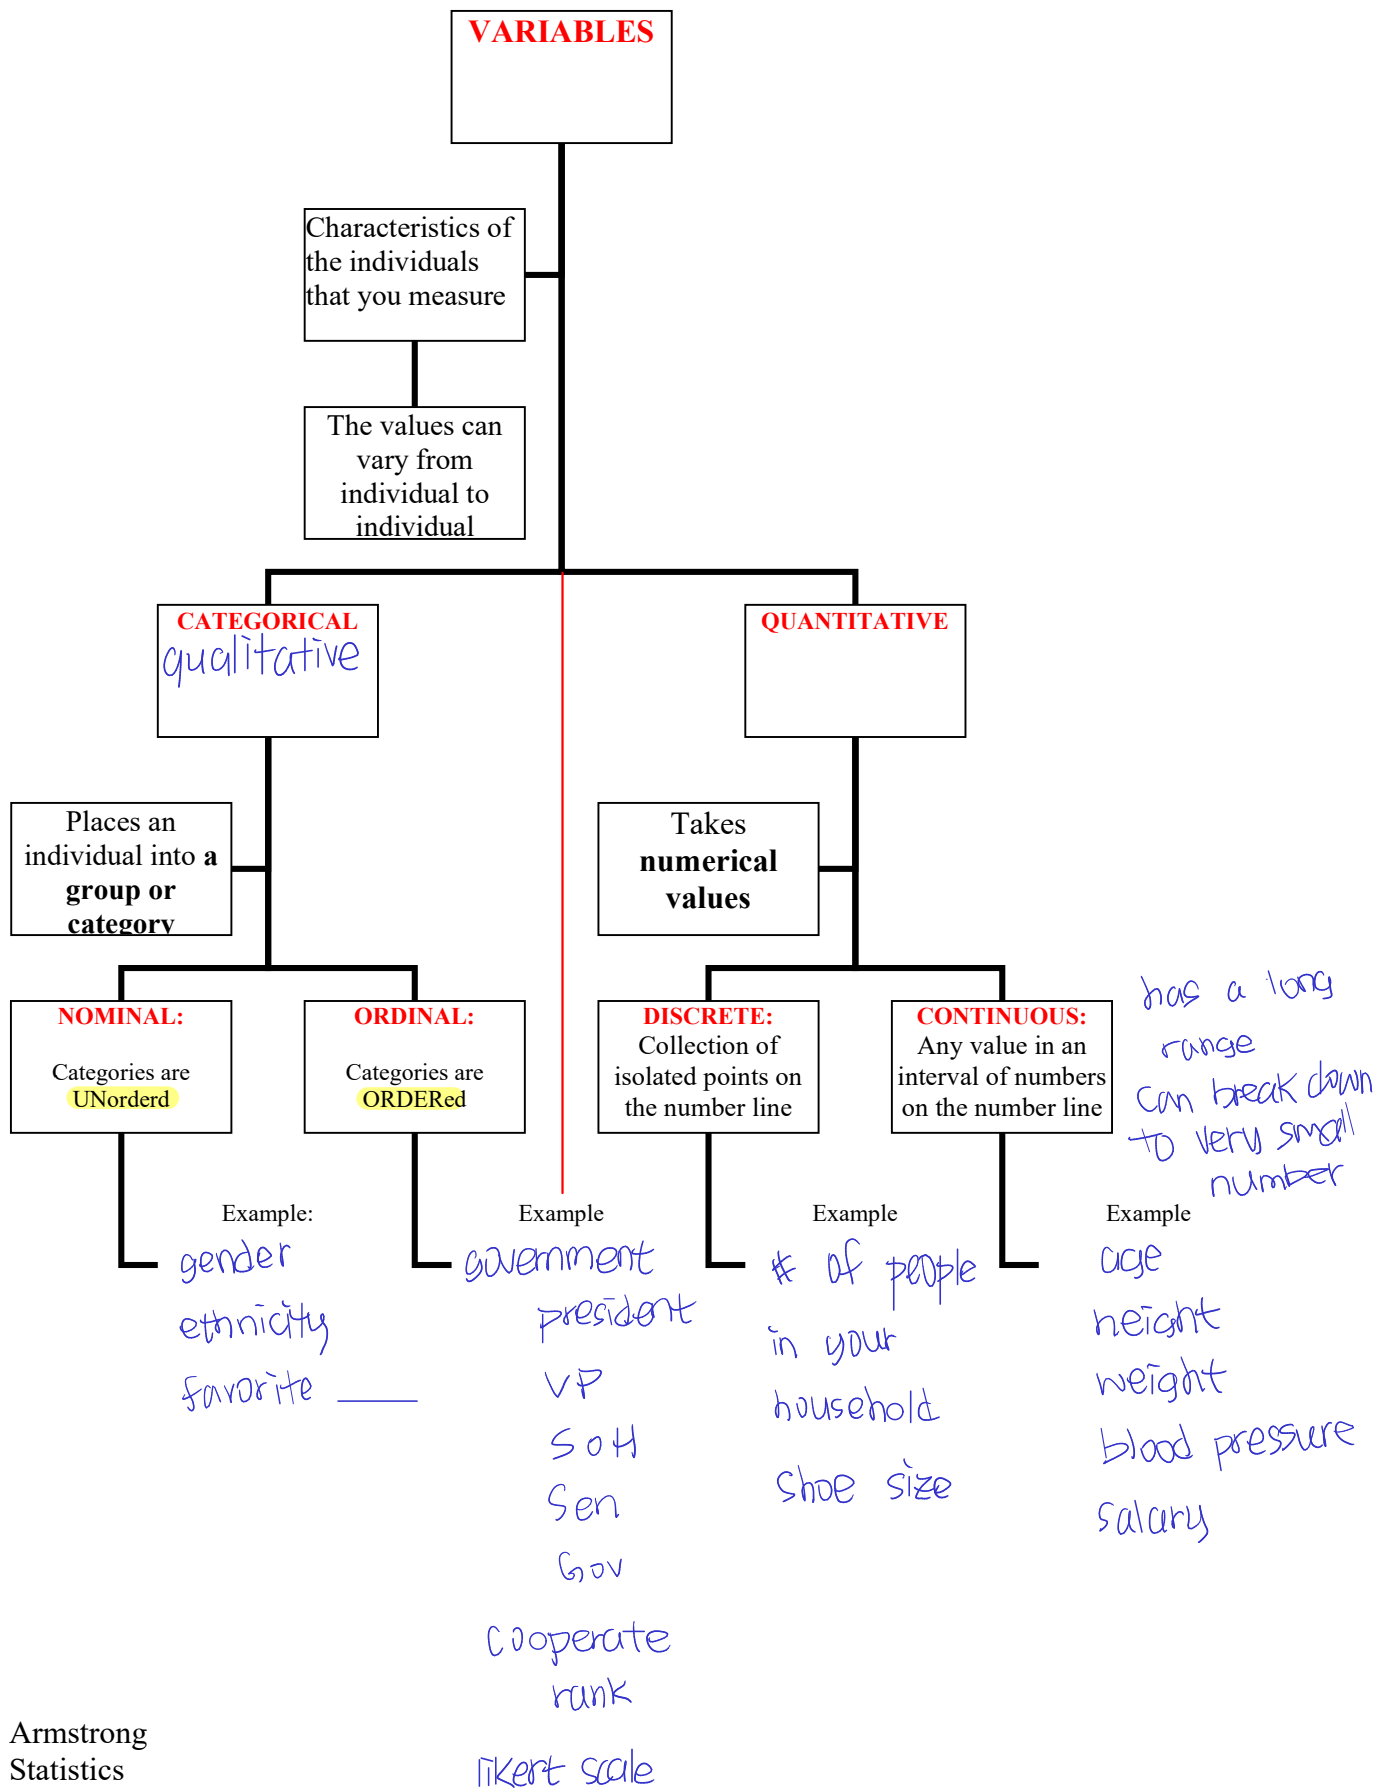 VARIABLES
Characteristics of
the individuals
that you measure
The values can
vary from
individual to
individual
CATEGORICAL
qualitative
QUANTITATIVE
Places an
individual into a
group or
category
Takes
numerical
values
NOMINAL:
Categories are
UNorderd
ORDINAL:
Categories are
ORDERed
DISCRETE:
Collection of
isolated points on
the number line
CONTINUOUS:
Any value in an
interval of numbers
on the number line
has a long
range
can break down
to very small
number
Example:
gender
ethnicity
favorite ____
Example
government
president
VP
SoH
Sen
Gov
cooperate
rank
likert scale
Example
# of people
in your
household
shoe size
Example
age
height
weight
blood pressure
salary
Armstrong
Statistics